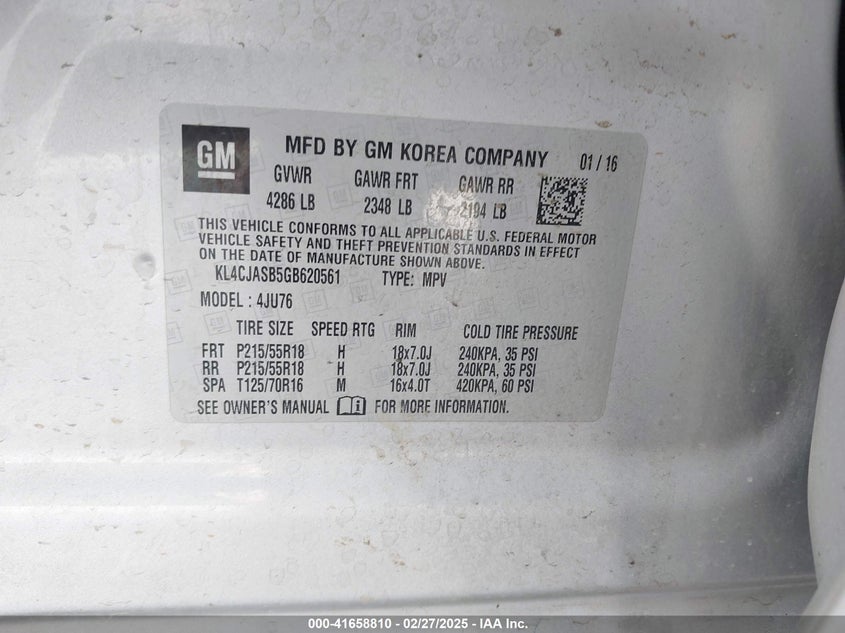 GM
MFD BY GM KOREA COMPANY 01 / 16
GVWR GAWR FRT GAWR RR
4286 LB 2348 LB 2194 LB
THIS VEHICLE CONFORMS TO ALL APPLICABLE U.S. FEDERAL MOTOR
VEHICLE SAFETY AND THEFT PREVENTION STANDARDS IN EFFECT
ON THE DATE OF MANUFACTURE SHOWN ABOVE.
KL4CJASB5GB620561 TYPE: MPV
MODEL : 4JU76
TIRE SIZE SPEED RTG RIM COLD TIRE PRESSURE
FRT P215/55R18 H 18x7.0J 240KPA, 35 PSI
RR P215/55R18 H 18x7.0J 240KPA, 35 PSI
SPA T125/70R16 M 16x4.0T 420KPA, 60 PSI
SEE OWNER'S MANUAL FOR MORE INFORMATION.
000-41658810 - 02/27/2025 - IAA Inc.